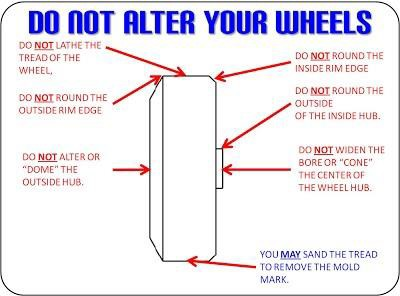 DO NOT ALTER YOUR WHEELS
DO NOT LATHE THE
TREAD OF THE
WHEEL,
DO NOT ROUND THE
OUTSIDE RIM EDGE
DO NOT ALTER OR
“DOME” THE
OUTSIDE HUB.
DO NOT ROUND THE
INSIDE RIM EDGE
DO NOT ROUND THE
OUTSIDE
OF THE INSIDE HUB.
DO NOT WIDEN THE
BORE OR “CONE”
THE CENTER OF
THE WHEEL HUB.
YOU MAY SAND THE TREAD
TO REMOVE THE MOLD
MARK.